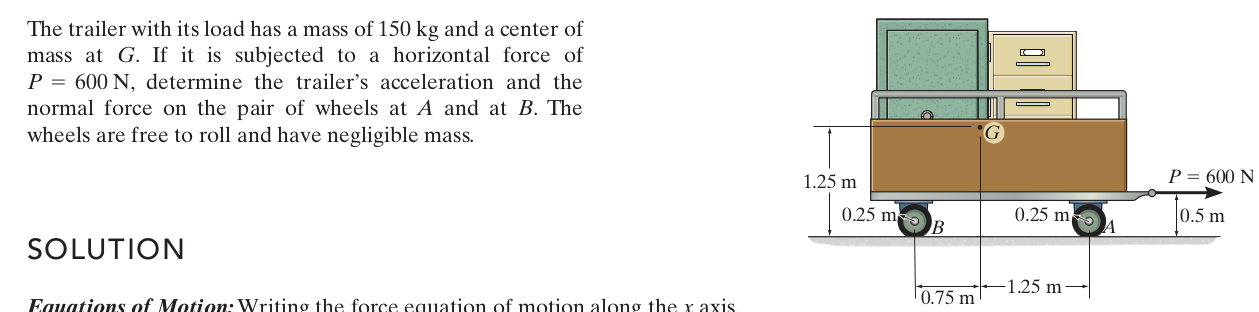 The trailer with its load has a mass of 150 kg and a center of
mass at G. If it is subjected to a horizontal force of
P = 600 N, determine the trailer's acceleration and the
normal force on the pair of wheels at A and at B. The
wheels are free to roll and have negligible mass.
G
1.25 m
P = 600 N
0.25 m
B
0.25 m
A
0.5 m
0.75 m
1.25 m
SOLUTION
Equations of Motion: Writing the force equation of motion along the x axis